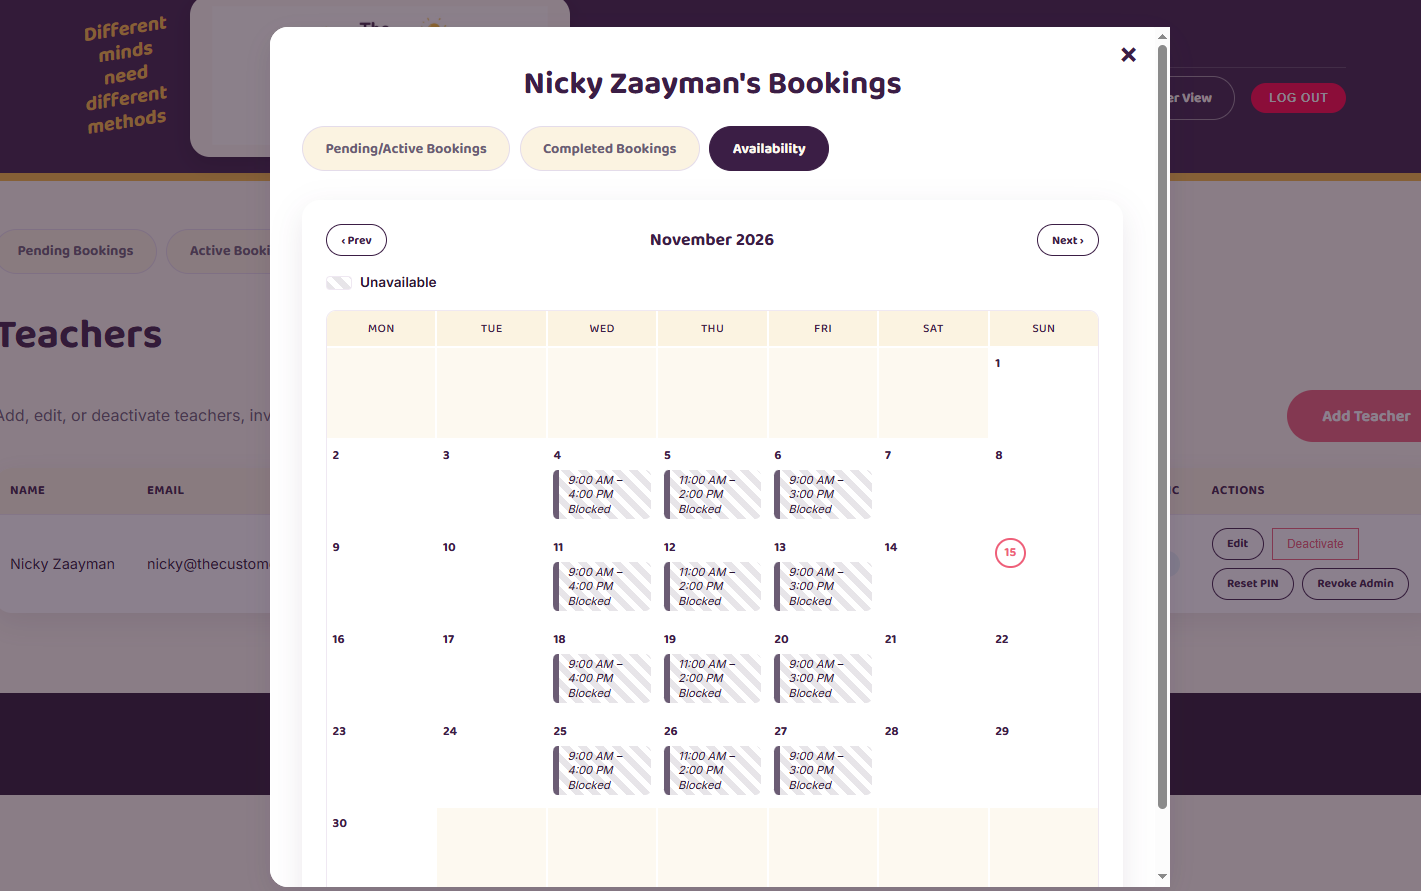 Different
minds
need
different
methods
The
er View
LOG OUT
Nicky Zaayman's Bookings
Pending/Active Bookings
Completed Bookings
Availability
Pending Bookings
Active Booki
‹ Prev
November 2026
Next ›
Unavailable
Teachers
Add, edit, or deactivate teachers, inv
Add Teacher
MON TUE WED THU FRI SAT SUN
1
2 3 4 5 6 7 8
9:00 AM –
4:00 PM
Blocked
11:00 AM –
2:00 PM
Blocked
9:00 AM –
3:00 PM
Blocked
NAME EMAIL
C ACTIONS
9 10 11 12 13 14 15
9:00 AM –
4:00 PM
Blocked
11:00 AM –
2:00 PM
Blocked
9:00 AM –
3:00 PM
Blocked
Nicky Zaayman nicky@thecustom
Edit Deactivate
Reset PIN Revoke Admin
16 17 18 19 20 21 22
9:00 AM –
4:00 PM
Blocked
11:00 AM –
2:00 PM
Blocked
9:00 AM –
3:00 PM
Blocked
23 24 25 26 27 28 29
9:00 AM –
4:00 PM
Blocked
11:00 AM –
2:00 PM
Blocked
9:00 AM –
3:00 PM
Blocked
30